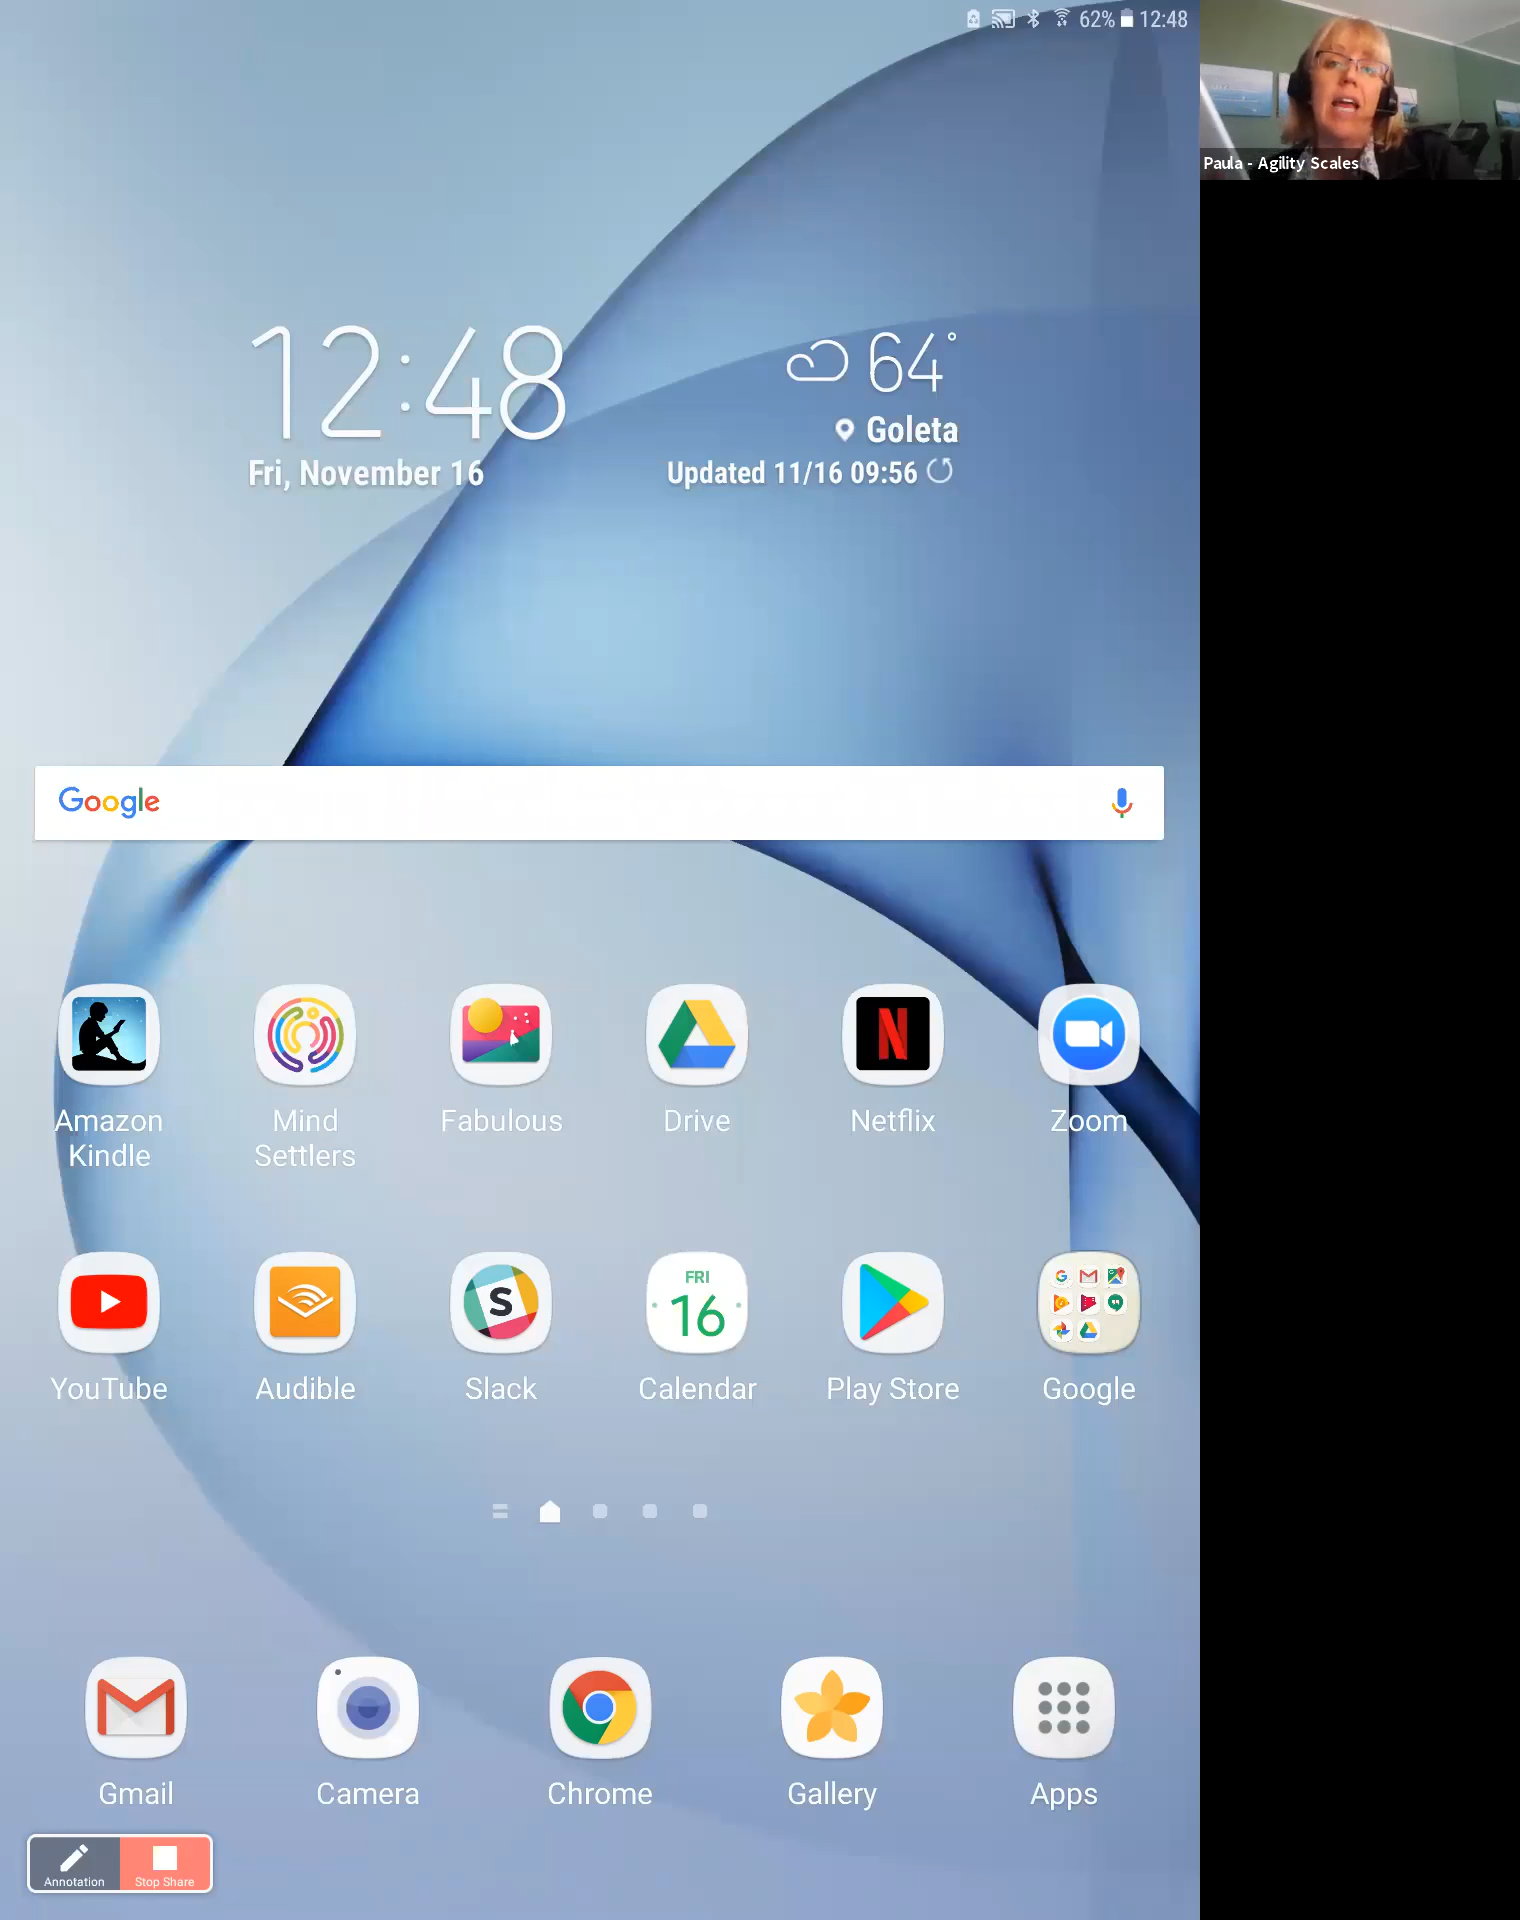 62% 12:48
Paula - Agility Scales
12:48
64°
Goleta
Fri, November 16
Updated 11/16 09:56
Google
Amazon
Kindle
Mind
Settlers
Fabulous
Drive
Netflix
N
Zoom
FRI
16
S
YouTube
Audible
Slack
Calendar
Play Store
Google
Gmail
Camera
Chrome
Gallery
Apps
Annotation
Stop Share